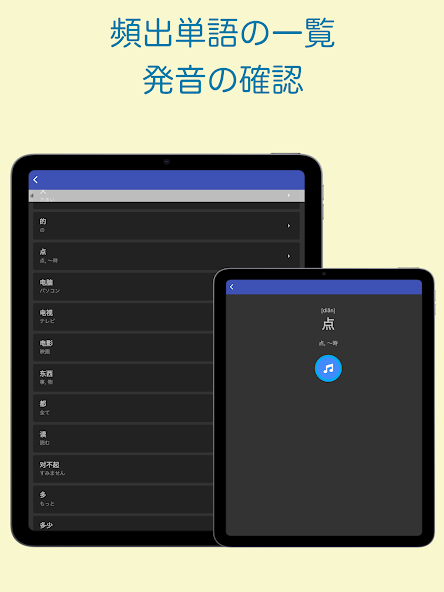 頻出単語の一覧
発音の確認
的
の
点
点, 〜時
电脑
パソコン
电视
テレビ
电影
映画
东西
事, 物
都
全て
读
読む
对不起
すみません
多
もっと
多少
[diǎn]
点
点, 〜時